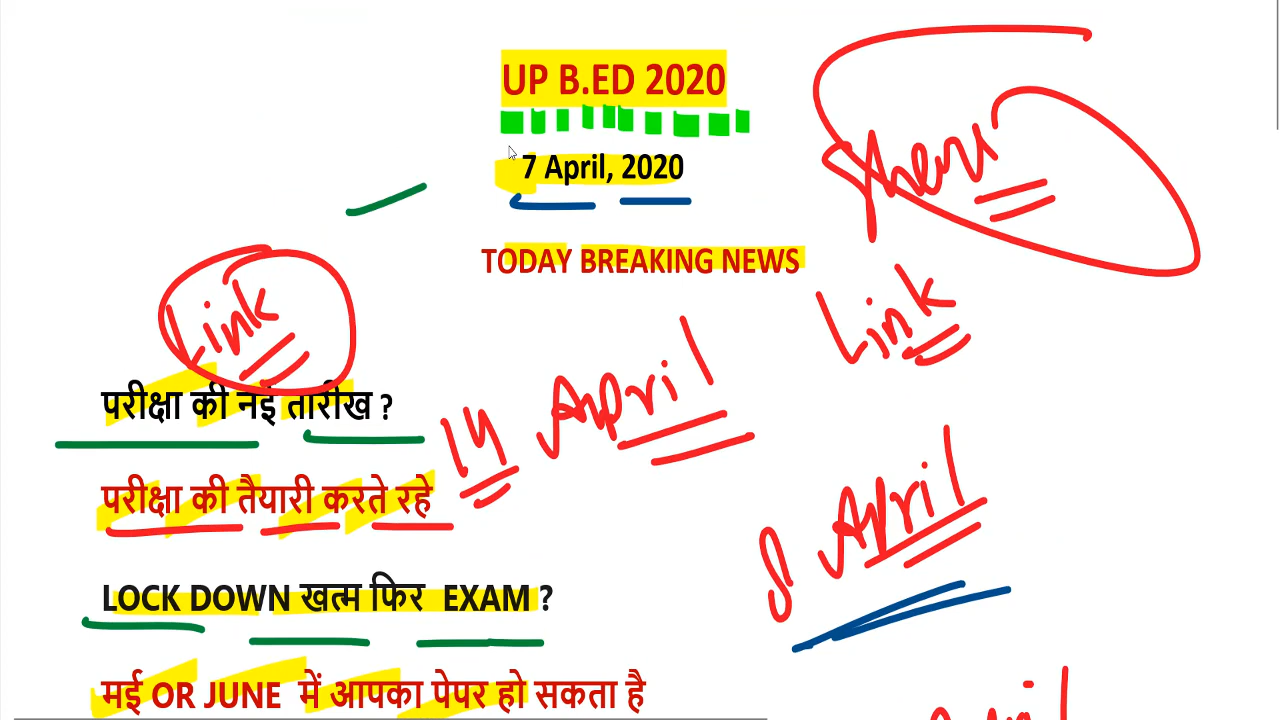 UP B.ED 2020
7 April, 2020
TODAY BREAKING NEWS
Link
Link
परीक्षा की नई तारीख ?
14 April
परीक्षा की तैयारी करते रहे
8 April
LOCK DOWN खत्म फिर EXAM ?
मई OR JUNE में आपका पेपर हो सकता है